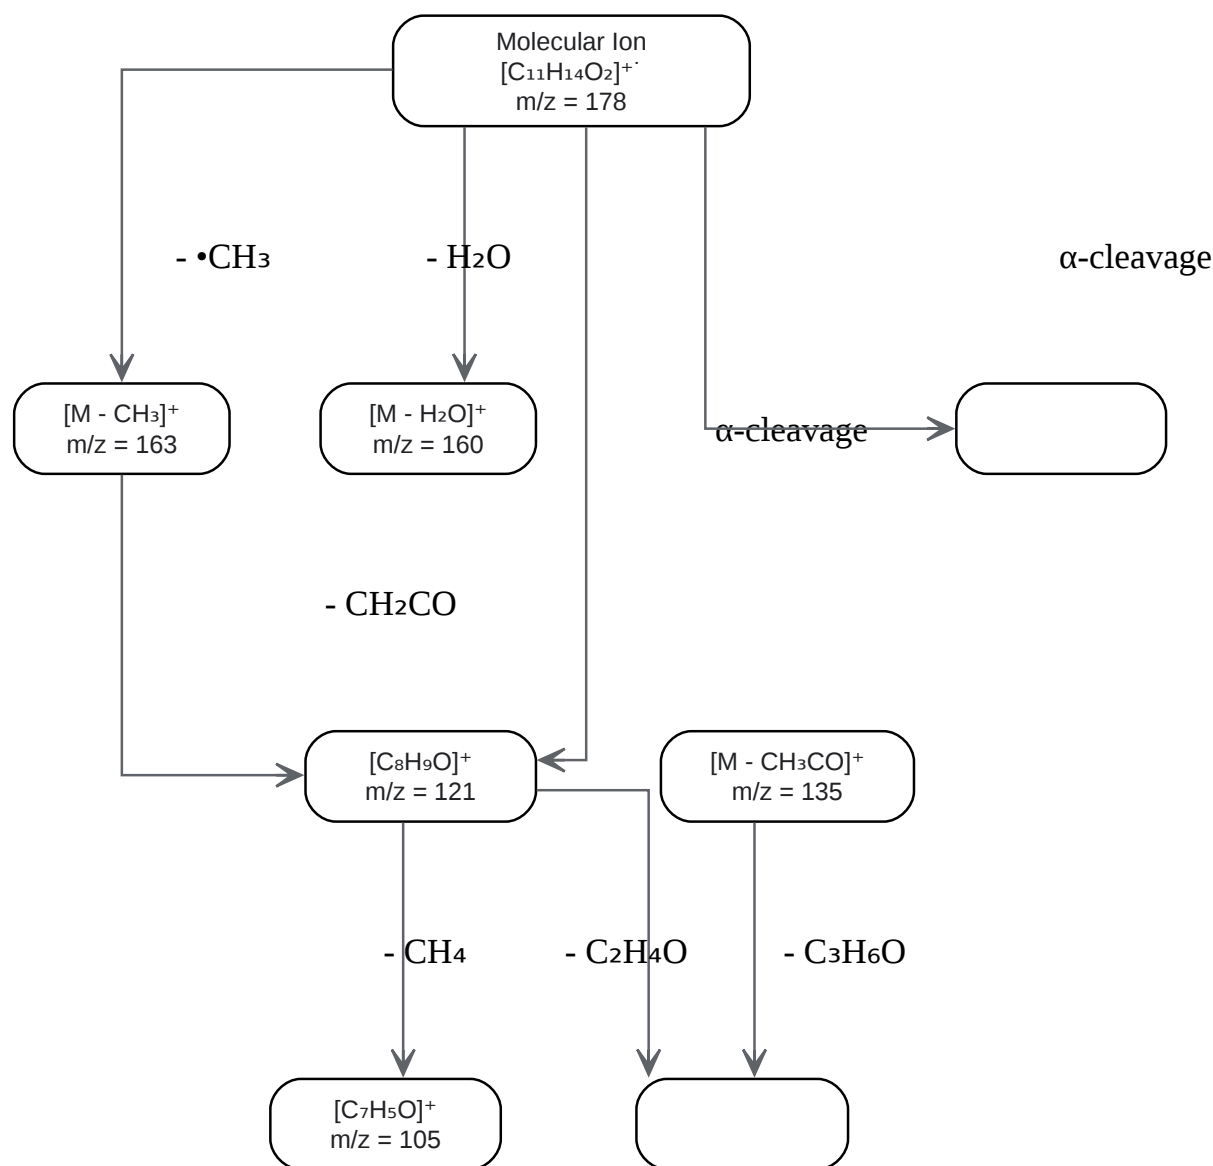 Molecular Ion
[C₁₁H₁₄O₂]⁺˙
m/z = 178
- •CH₃
- H₂O
α-cleavage
[M - CH₃]⁺
m/z = 163
[M - H₂O]⁺
m/z = 160
α-cleavage
- CH₂CO
[C₈H₉O]⁺
m/z = 121
[M - CH₃CO]⁺
m/z = 135
- CH₄
- C₂H₄O
- C₃H₆O
[C₇H₅O]⁺
m/z = 105